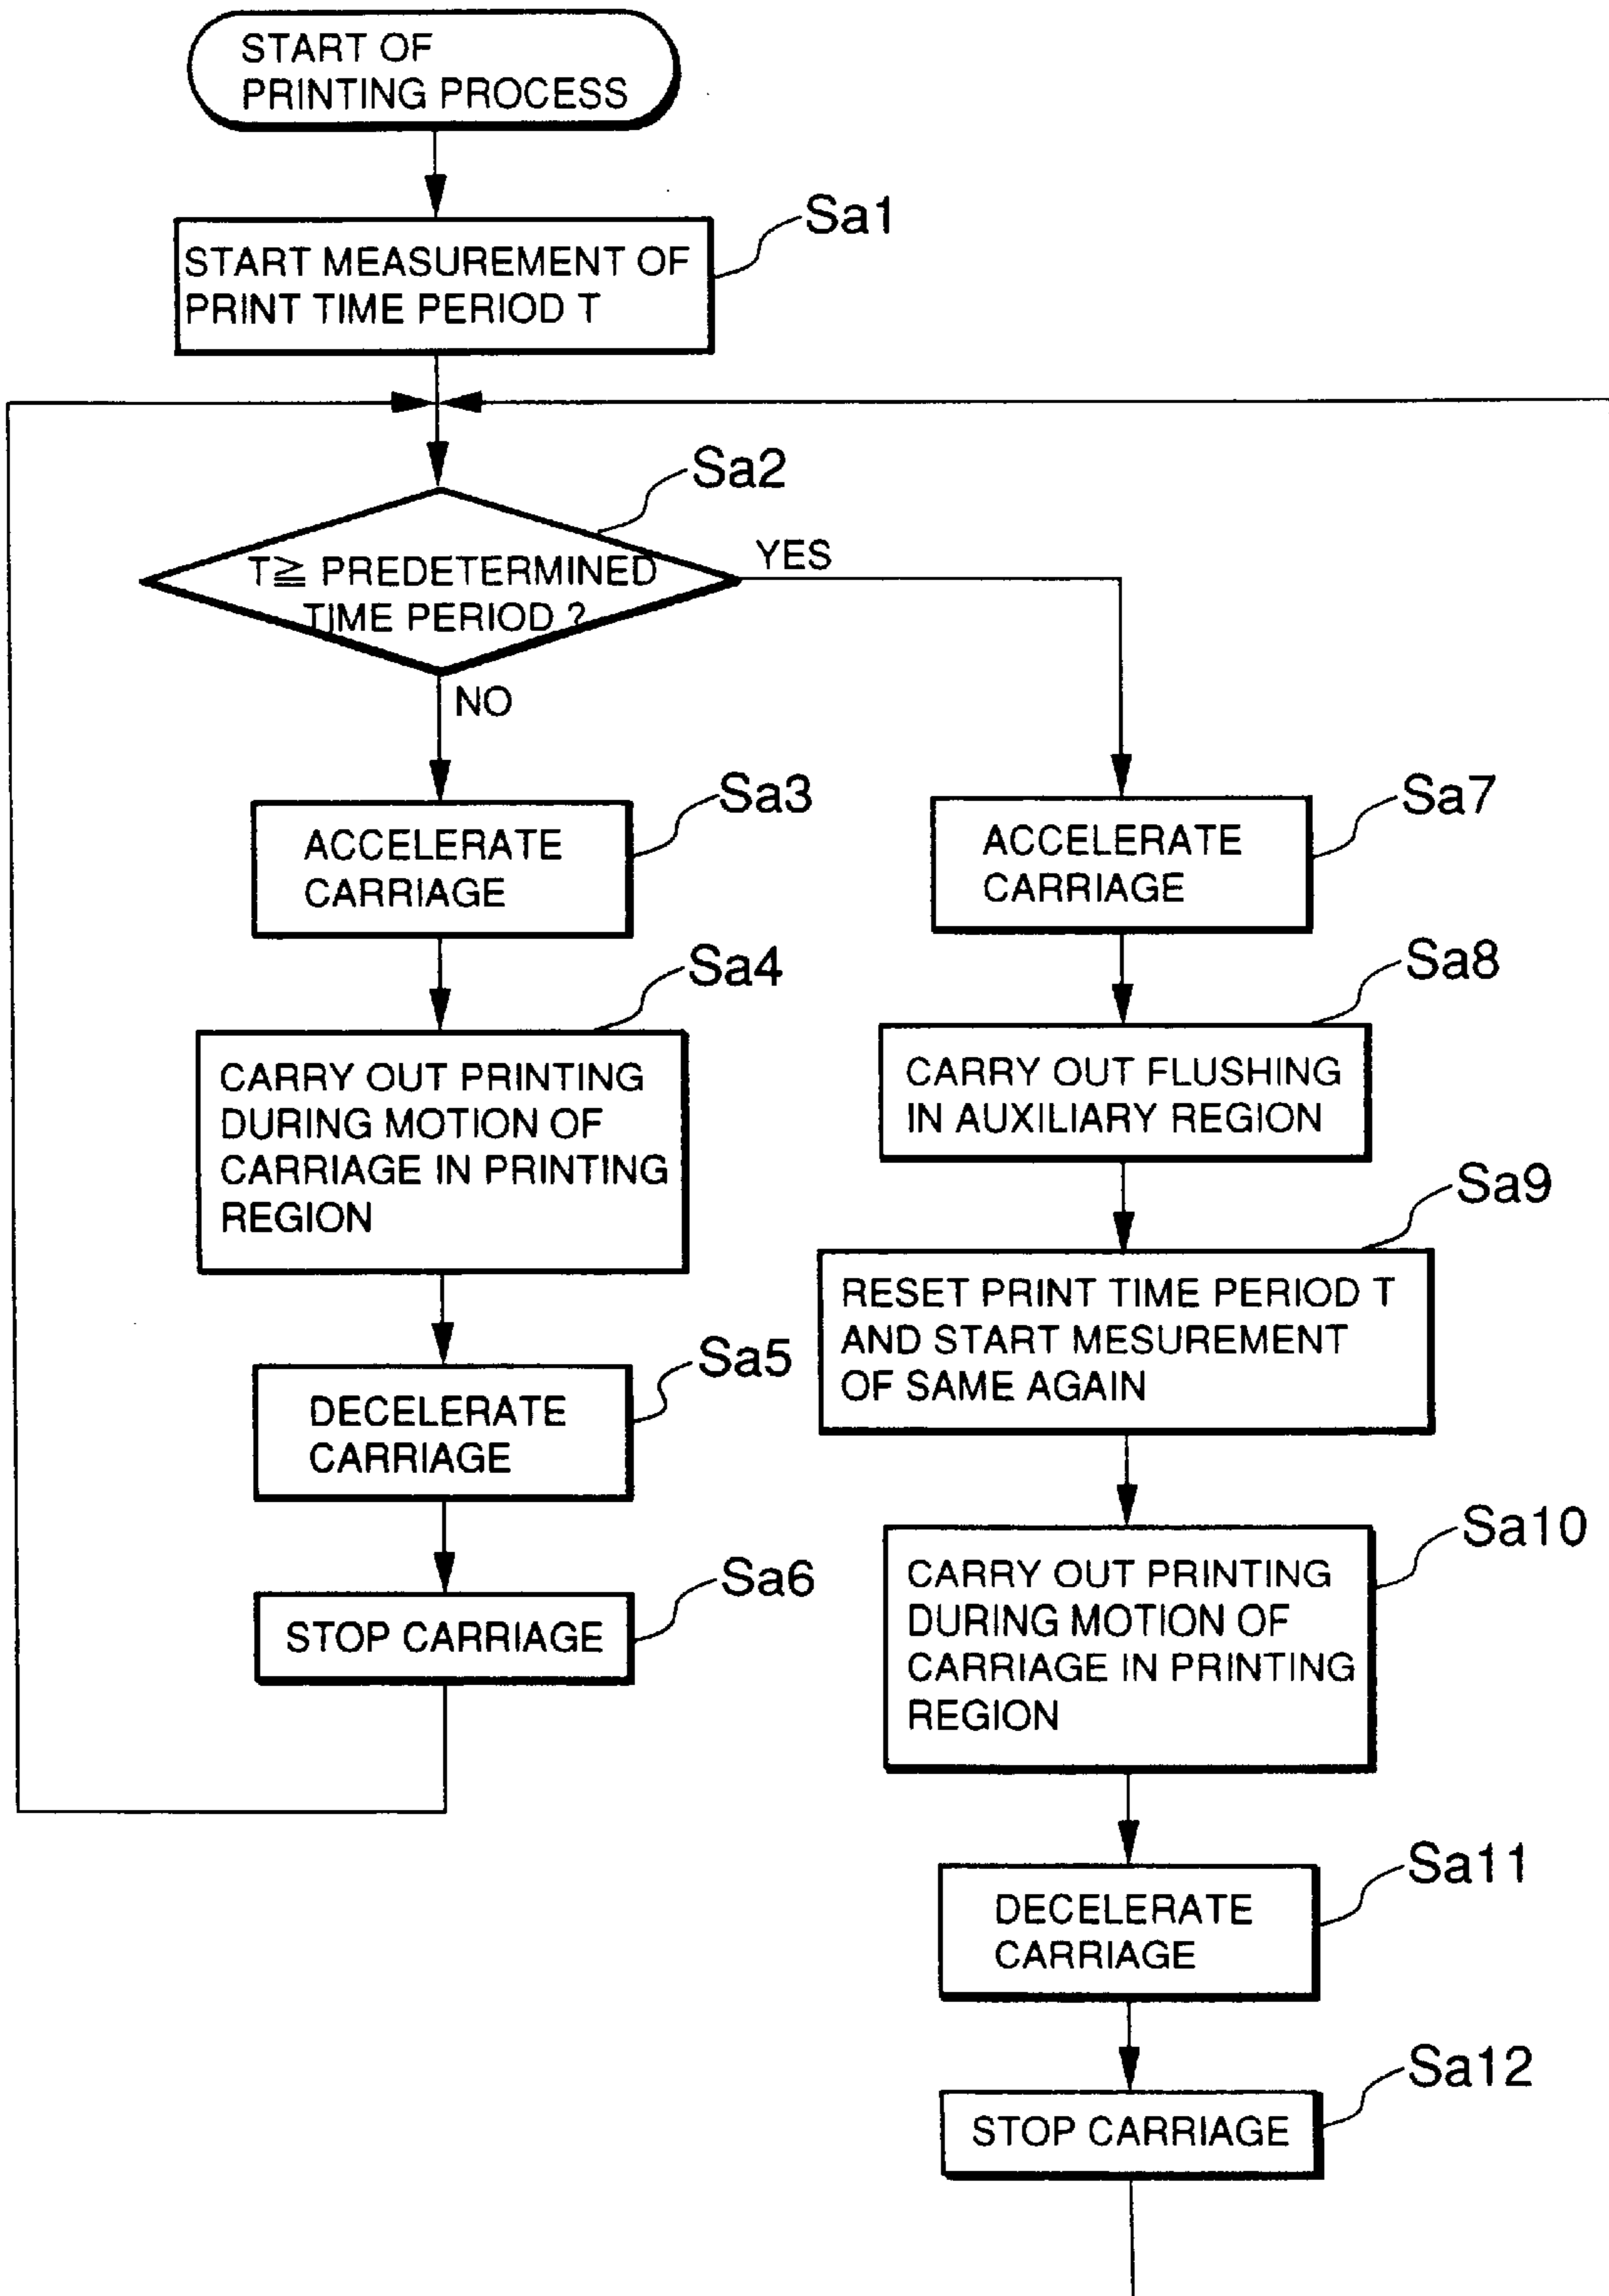 START OF
PRINTING PROCESS
Sa1
START MEASUREMENT OF
PRINT TIME PERIOD T
Sa2
T≧ PREDETERMINED
TIME PERIOD ?
YES
NO
Sa3
ACCELERATE
CARRIAGE
Sa4
CARRY OUT PRINTING
DURING MOTION OF
CARRIAGE IN PRINTING
REGION
Sa5
DECELERATE
CARRIAGE
Sa6
STOP CARRIAGE
Sa7
ACCELERATE
CARRIAGE
Sa8
CARRY OUT FLUSHING
IN AUXILIARY REGION
Sa9
RESET PRINT TIME PERIOD T
AND START MESUREMENT
OF SAME AGAIN
Sa10
CARRY OUT PRINTING
DURING MOTION OF
CARRIAGE IN PRINTING
REGION
Sa11
DECELERATE
CARRIAGE
Sa12
STOP CARRIAGE